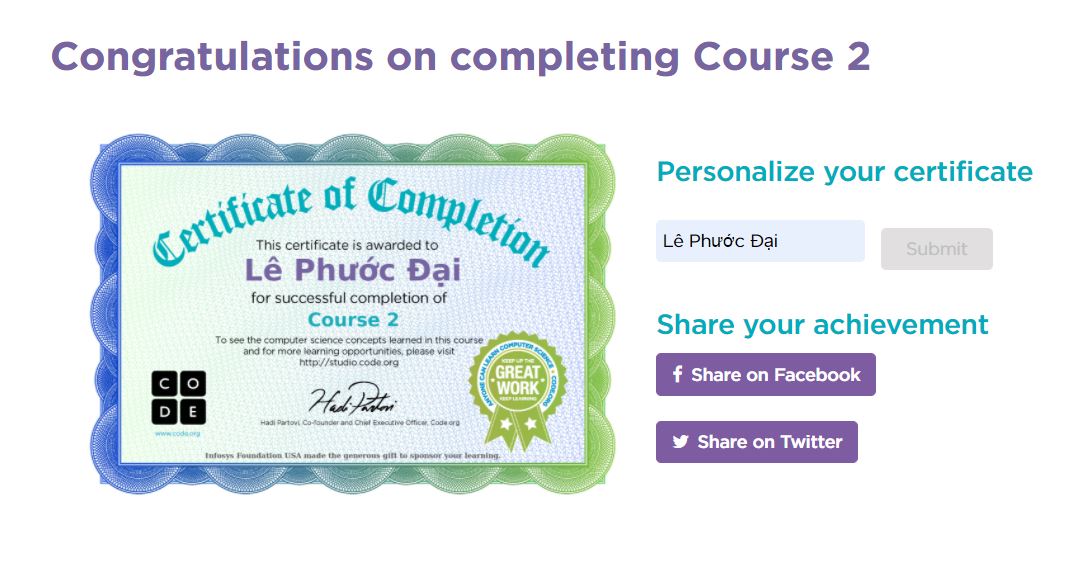 Congratulations on completing Course 2
Certificate of Completion
This certificate is awarded to
Lê Phước Đại
for successful completion of
Course 2
To see the computer science concepts learned in this course
and for more learning opportunities, please visit
http://studio.code.org
C O
D E
www.code.org
Hadi Partovi
Hadi Partovi, Co-founder and Chief Executive Officer, Code.org
ANYONE CAN LEARN COMPUTER SCIENCE • CODE.ORG
KEEP UP THE
GREAT
WORK
KEEP LEARNING
Infosys Foundation USA made the generous gift to sponsor your learning.
Personalize your certificate
Lê Phước Đại
Submit
Share your achievement
f Share on Facebook
Share on Twitter